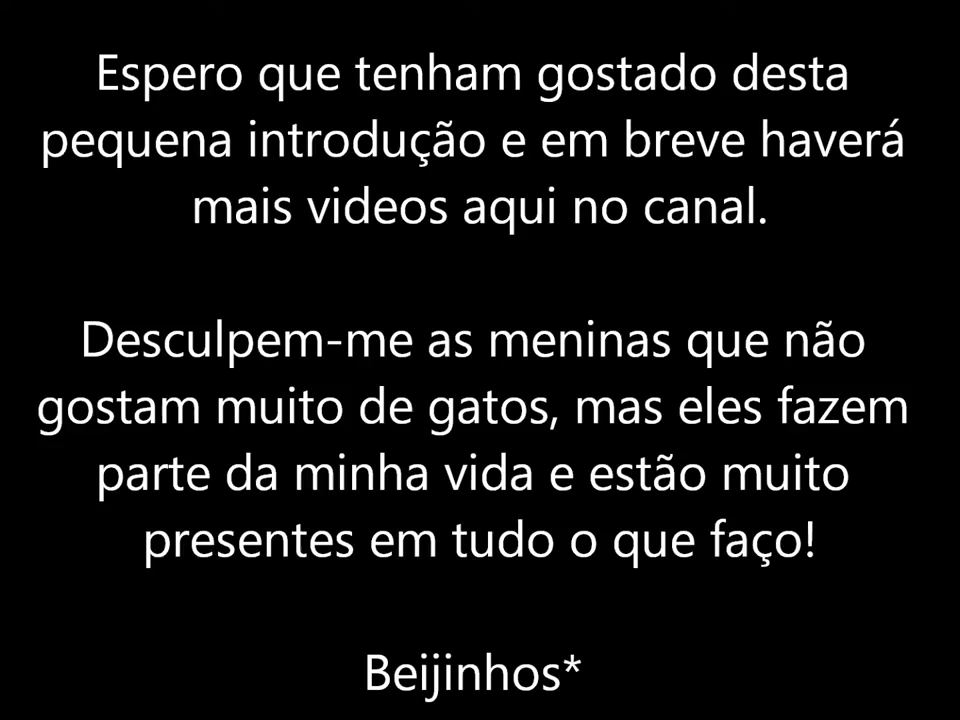 Espero que tenham gostado desta
pequena introdução e em breve haverá
mais videos aqui no canal.
Desculpem-me as meninas que não
gostam muito de gatos, mas eles fazem
parte da minha vida e estão muito
presentes em tudo o que faço!
Beijinhos*